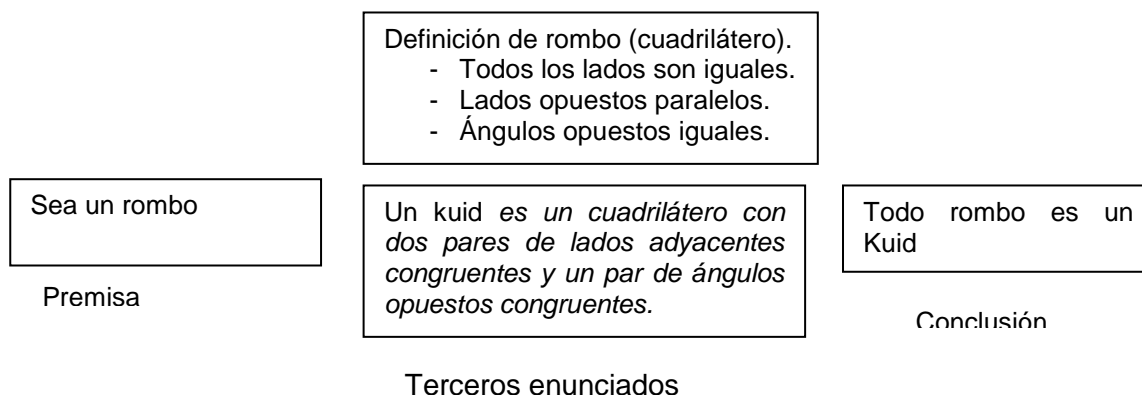 Definición de rombo (cuadrilátero).
- Todos los lados son iguales.
- Lados opuestos paralelos.
- Ángulos opuestos iguales.
Sea un rombo
Premisa
Un kuid es un cuadrilátero con
dos pares de lados adyacentes
congruentes y un par de ángulos
opuestos congruentes.
Todo rombo es un
Kuid
Conclusión
Terceros enunciados